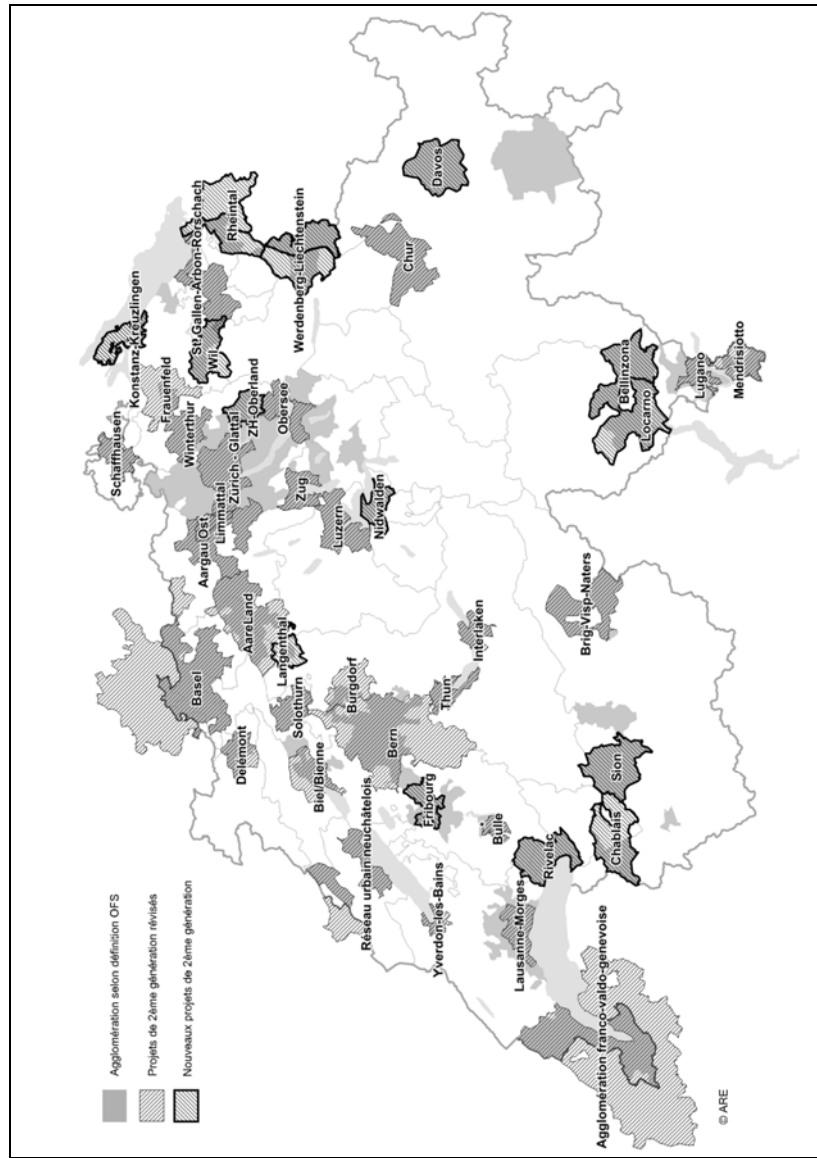 Agglomération selon définition OFS
Projets de 2ème génération révisés
Nouveaux projets de 2ème génération
Schaffhausen
Konstanz-Kreuzlingen
Frauenfeld
Winterthur
Wil
St. Gallen-Arbon-Rorschach
Rheintal
Werdenberg-Liechtenstein
Zürich - Glattal
ZH-Oberland
Obersee
Limmattal
Aargau Ost
Zug
Luzern
Nidwalden
Basel
AareLand
Langenthal
Delémont
Solothurn
Biel/Bienne
Burgdorf
Bern
Thun
Interlaken
Réseau urbain neuchâtelois
Fribourg
Yverdon-les-Bains
Bulle
Lausanne-Morges
Rivelac
Chablais
Sion
Brig-Visp-Naters
Agglomération franco-valdo-genevoise
Chur
Davos
Bellinzona
Locarno
Lugano
Mendrisiotto
© ARE